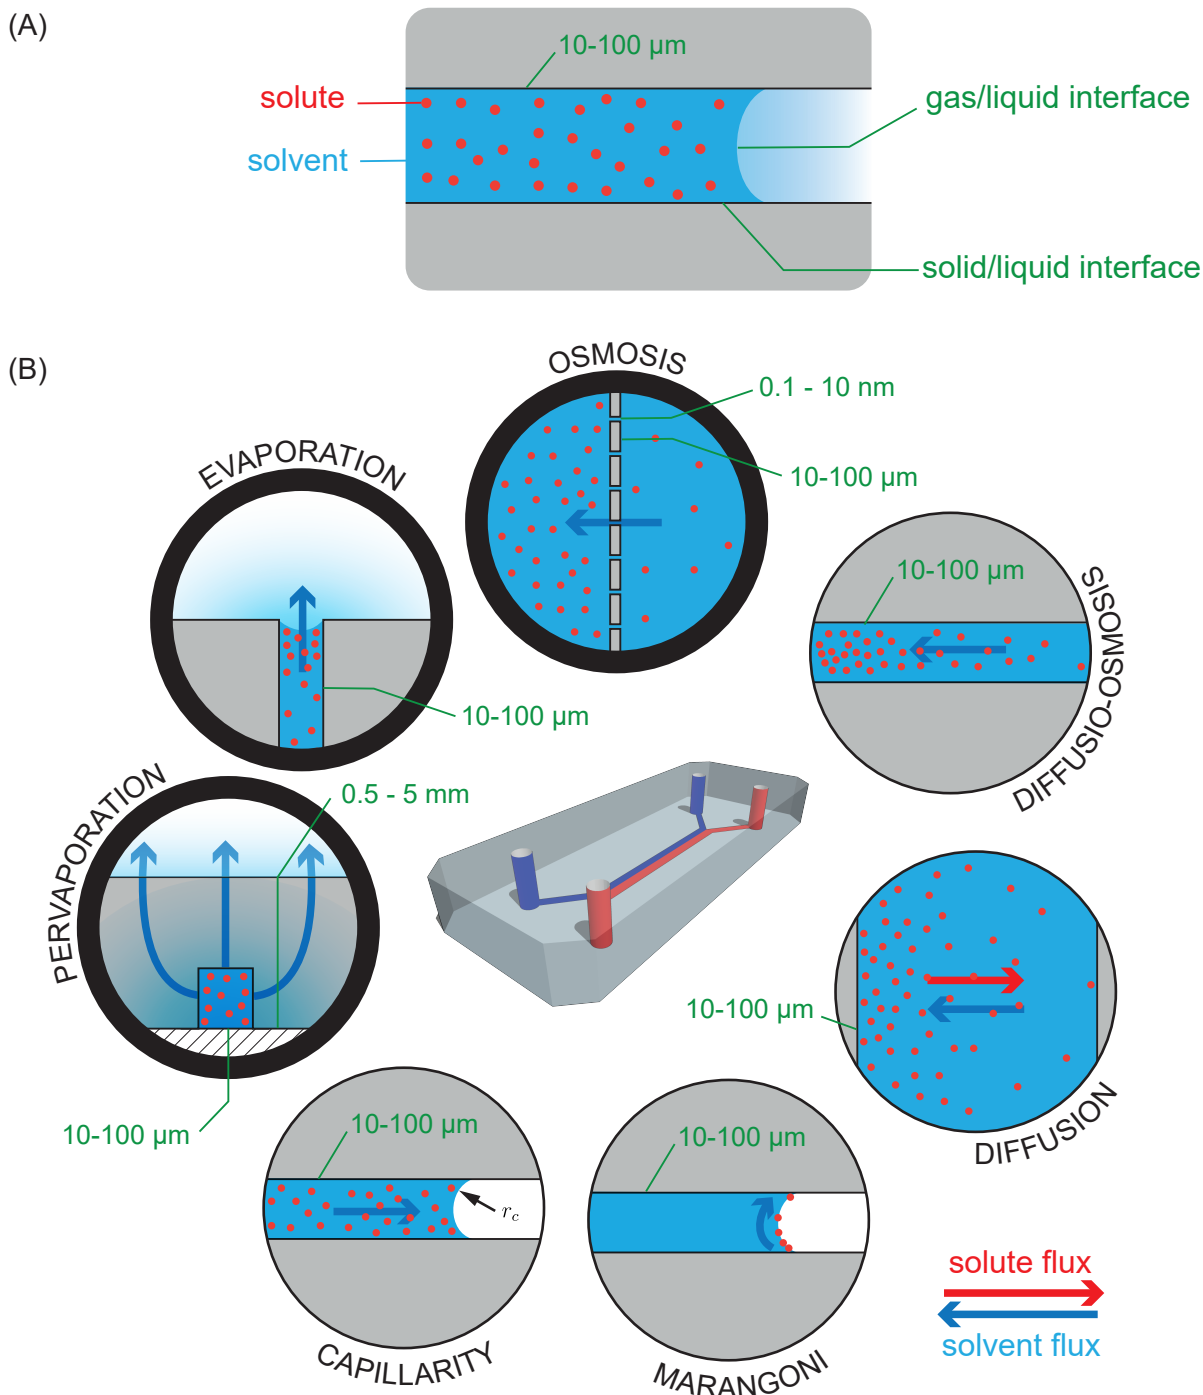 (A)
10-100 µm
solute
gas/liquid interface
solvent
solid/liquid interface
(B)
OSMOSIS
0.1 - 10 nm
10-100 µm
EVAPORATION
10-100 µm
10-100 µm
DIFFUSIO-OSMOSIS
PERVAPORATION
0.5 - 5 mm
10-100 µm
10-100 µm
DIFFUSION
10-100 µm
r_c
CAPILLARITY
10-100 µm
MARANGONI
solute flux
solvent flux